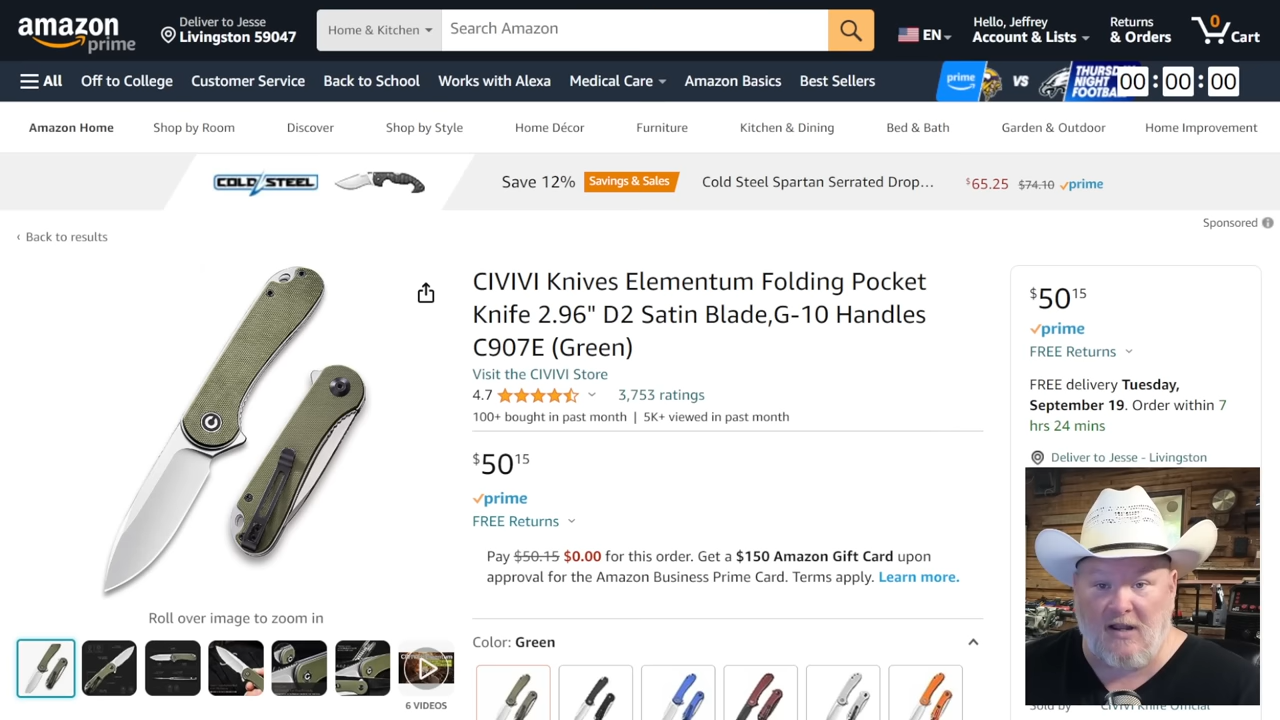 amazon
prime
Deliver to Jesse
Livingston 59047
Home & Kitchen
Search Amazon
EN
Hello, Jeffrey
Account & Lists
Returns
& Orders
0
Cart
All
Off to College
Customer Service
Back to School
Works with Alexa
Medical Care
Amazon Basics
Best Sellers
prime
VS
THURSD
NIGHT
FOOTBA
00 : 00 : 00
Amazon Home
Shop by Room
Discover
Shop by Style
Home Décor
Furniture
Kitchen & Dining
Bed & Bath
Garden & Outdoor
Home Improvement
COLD STEEL
Save 12%
Savings & Sales
Cold Steel Spartan Serrated Drop…
$65.25
$74.10
prime
Sponsored
‹ Back to results
CIVIVI Knives Elementum Folding Pocket
Knife 2.96" D2 Satin Blade,G-10 Handles
C907E (Green)
Visit the CIVIVI Store
4.7
3,753 ratings
100+ bought in past month | 5K+ viewed in past month
$50 15
prime
FREE Returns
Pay $50.15 $0.00 for this order. Get a $150 Amazon Gift Card upon
approval for the Amazon Business Prime Card. Terms apply. Learn more.
Color: Green
Roll over image to zoom in
6 VIDEOS
$50 15
prime
FREE Returns
FREE delivery Tuesday,
September 19. Order within 7
hrs 24 mins
Deliver to Jesse - Livingston
Sold by
CIVIVI Knife Official